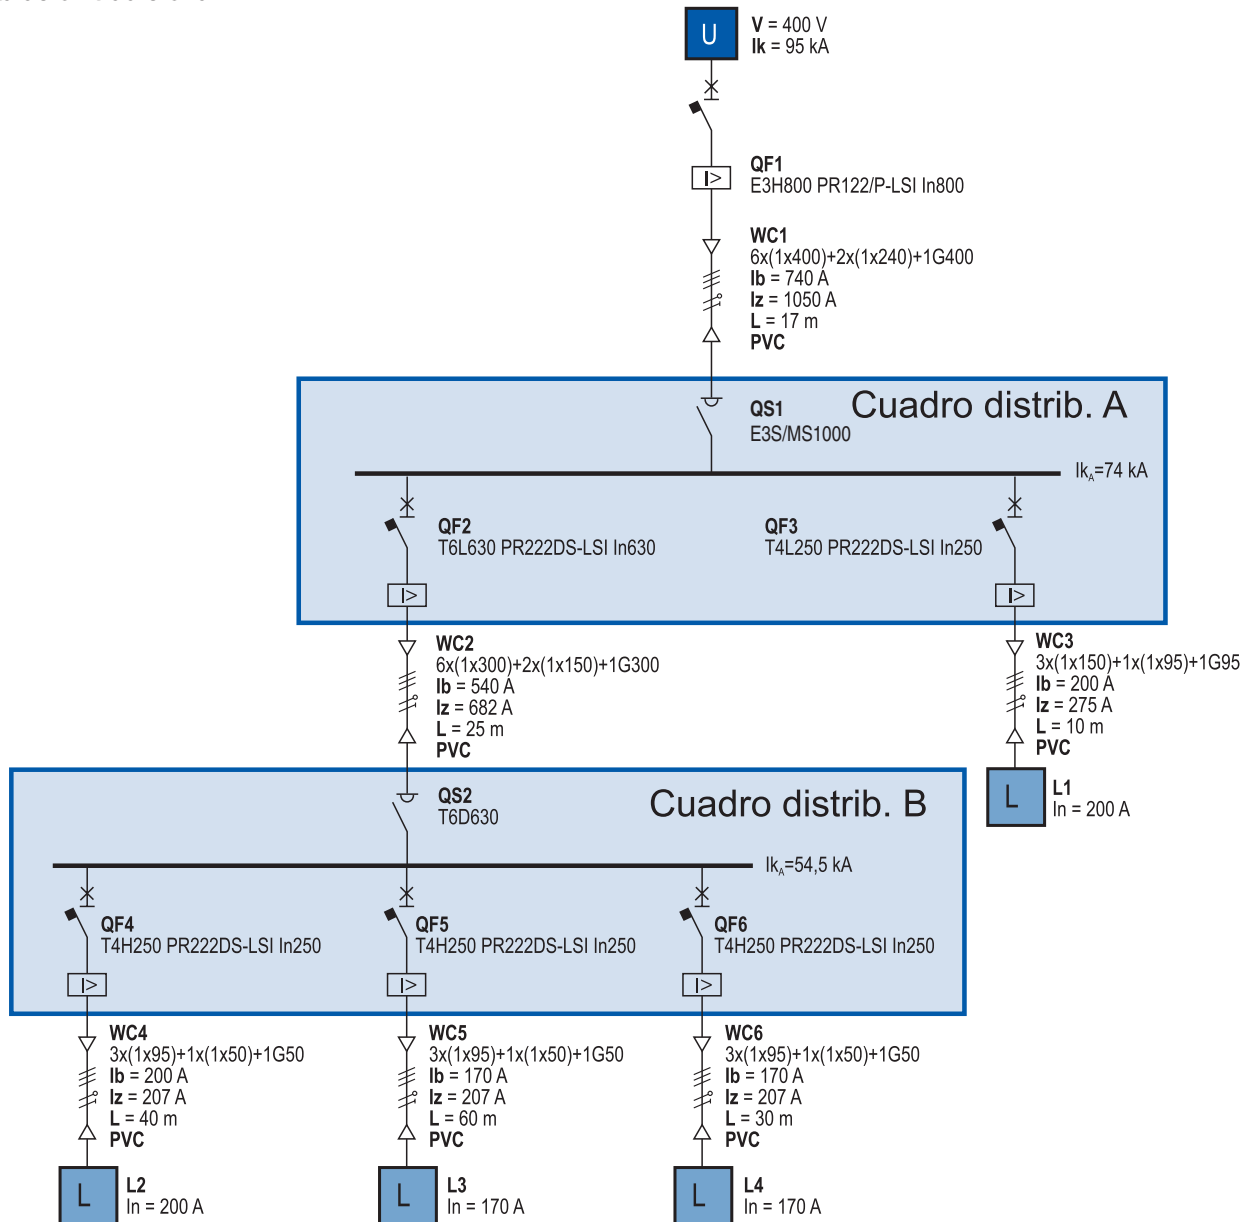 U
V = 400 V
Ik = 95 kA
QF1
I>
E3H800 PR122/P-LSI In800
WC1
6x(1x400)+2x(1x240)+1G400
Ib = 740 A
Iz = 1050 A
L = 17 m
PVC
Cuadro distrib. A
QS1
E3S/MS1000
IkA=74 kA
QF2
T6L630 PR222DS-LSI In630
I>
QF3
T4L250 PR222DS-LSI In250
I>
WC2
6x(1x300)+2x(1x150)+1G300
Ib = 540 A
Iz = 682 A
L = 25 m
PVC
WC3
3x(1x150)+1x(1x95)+1G95
Ib = 200 A
Iz = 275 A
L = 10 m
PVC
L
L1
In = 200 A
Cuadro distrib. B
QS2
T6D630
IkA=54,5 kA
QF4
T4H250 PR222DS-LSI In250
I>
QF5
T4H250 PR222DS-LSI In250
I>
QF6
T4H250 PR222DS-LSI In250
I>
WC4
3x(1x95)+1x(1x50)+1G50
Ib = 200 A
Iz = 207 A
L = 40 m
PVC
WC5
3x(1x95)+1x(1x50)+1G50
Ib = 170 A
Iz = 207 A
L = 60 m
PVC
WC6
3x(1x95)+1x(1x50)+1G50
Ib = 170 A
Iz = 207 A
L = 30 m
PVC
L
L2
In = 200 A
L
L3
In = 170 A
L
L4
In = 170 A